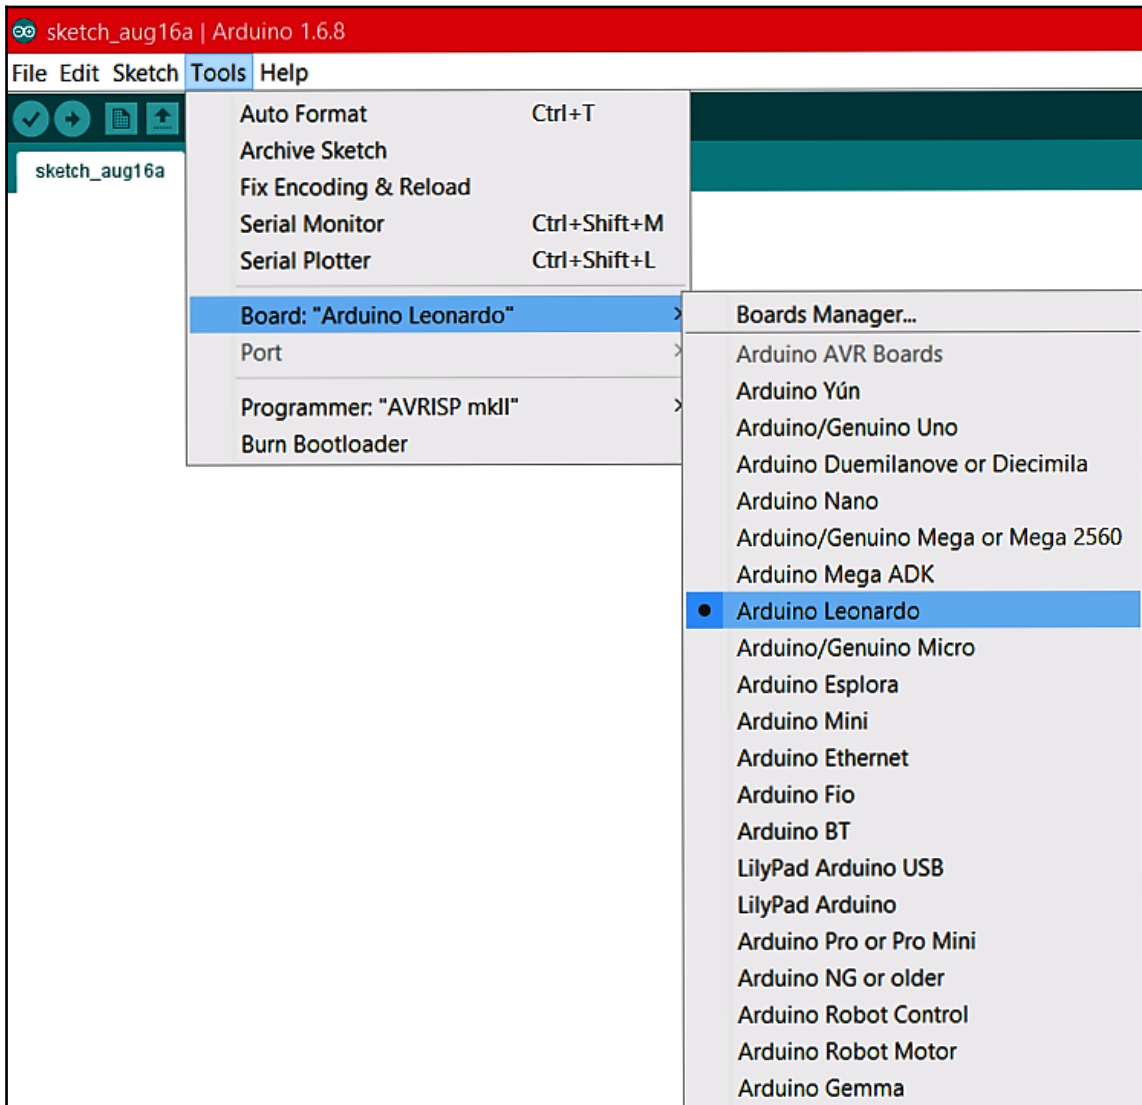 sketch_aug16a | Arduino 1.6.8
File Edit Sketch Tools Help
sketch_aug16a
Auto Format Ctrl+T
Archive Sketch
Fix Encoding & Reload
Serial Monitor Ctrl+Shift+M
Serial Plotter Ctrl+Shift+L
Board: "Arduino Leonardo"
Port
Programmer: "AVRISP mkII"
Burn Bootloader
Boards Manager...
Arduino AVR Boards
Arduino Yún
Arduino/Genuino Uno
Arduino Duemilanove or Diecimila
Arduino Nano
Arduino/Genuino Mega or Mega 2560
Arduino Mega ADK
Arduino Leonardo
Arduino/Genuino Micro
Arduino Esplora
Arduino Mini
Arduino Ethernet
Arduino Fio
Arduino BT
LilyPad Arduino USB
LilyPad Arduino
Arduino Pro or Pro Mini
Arduino NG or older
Arduino Robot Control
Arduino Robot Motor
Arduino Gemma